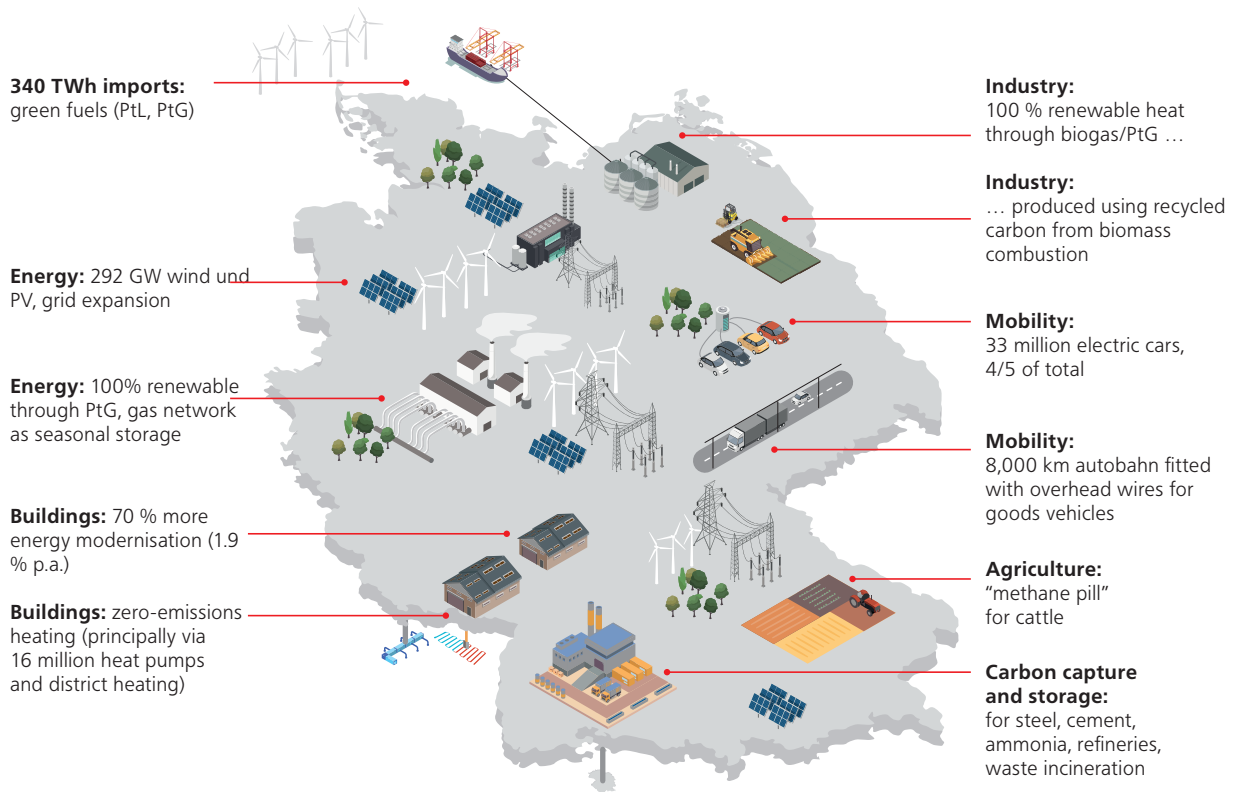 340 TWh imports:
green fuels (PtL, PtG)
Energy: 292 GW wind und
PV, grid expansion
Energy: 100% renewable
through PtG, gas network
as seasonal storage
Buildings: 70 % more
energy modernisation (1.9
% p.a.)
Buildings: zero-emissions
heating (principally via
16 million heat pumps
and district heating)
Industry:
100 % renewable heat
through biogas/PtG …
Industry:
… produced using recycled
carbon from biomass
combustion
Mobility:
33 million electric cars,
4/5 of total
Mobility:
8,000 km autobahn fitted
with overhead wires for
goods vehicles
Agriculture:
“methane pill”
for cattle
Carbon capture
and storage:
for steel, cement,
ammonia, refineries,
waste incineration